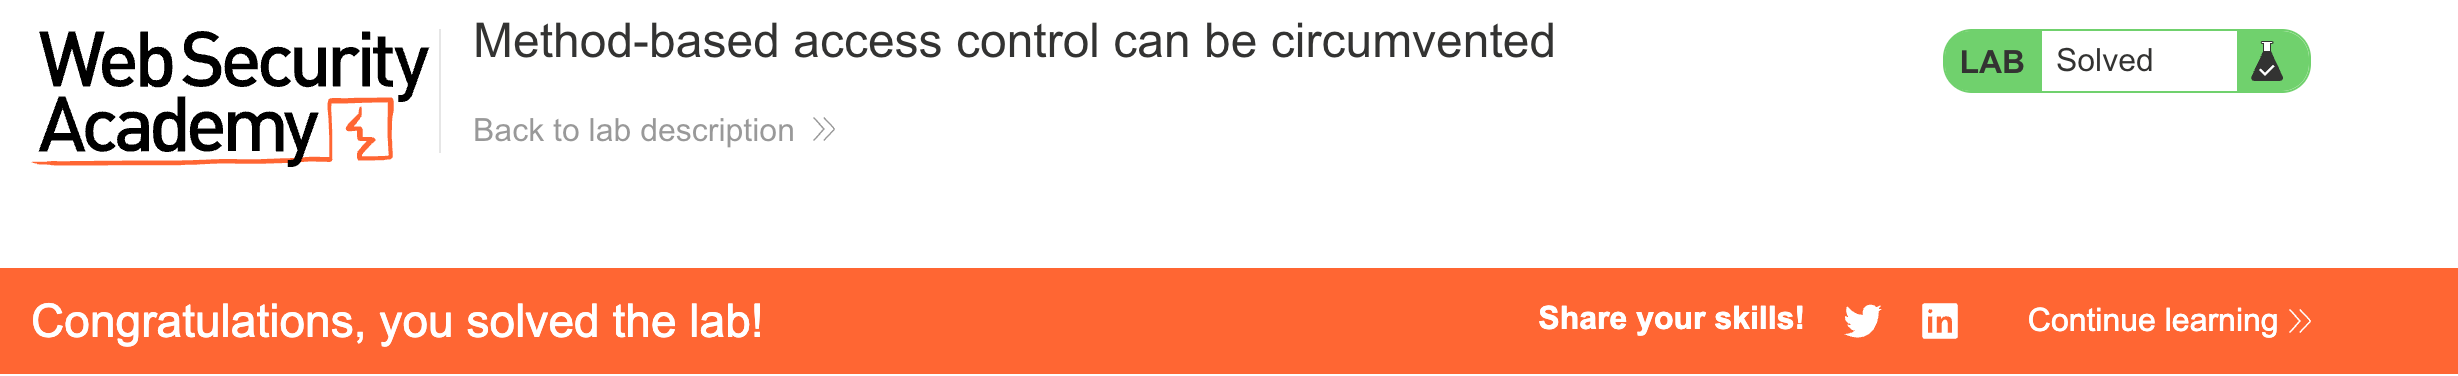 Web Security
Academy
Method-based access control can be circumvented
Back to lab description
LAB Solved
Congratulations, you solved the lab!
Share your skills!
Continue learning